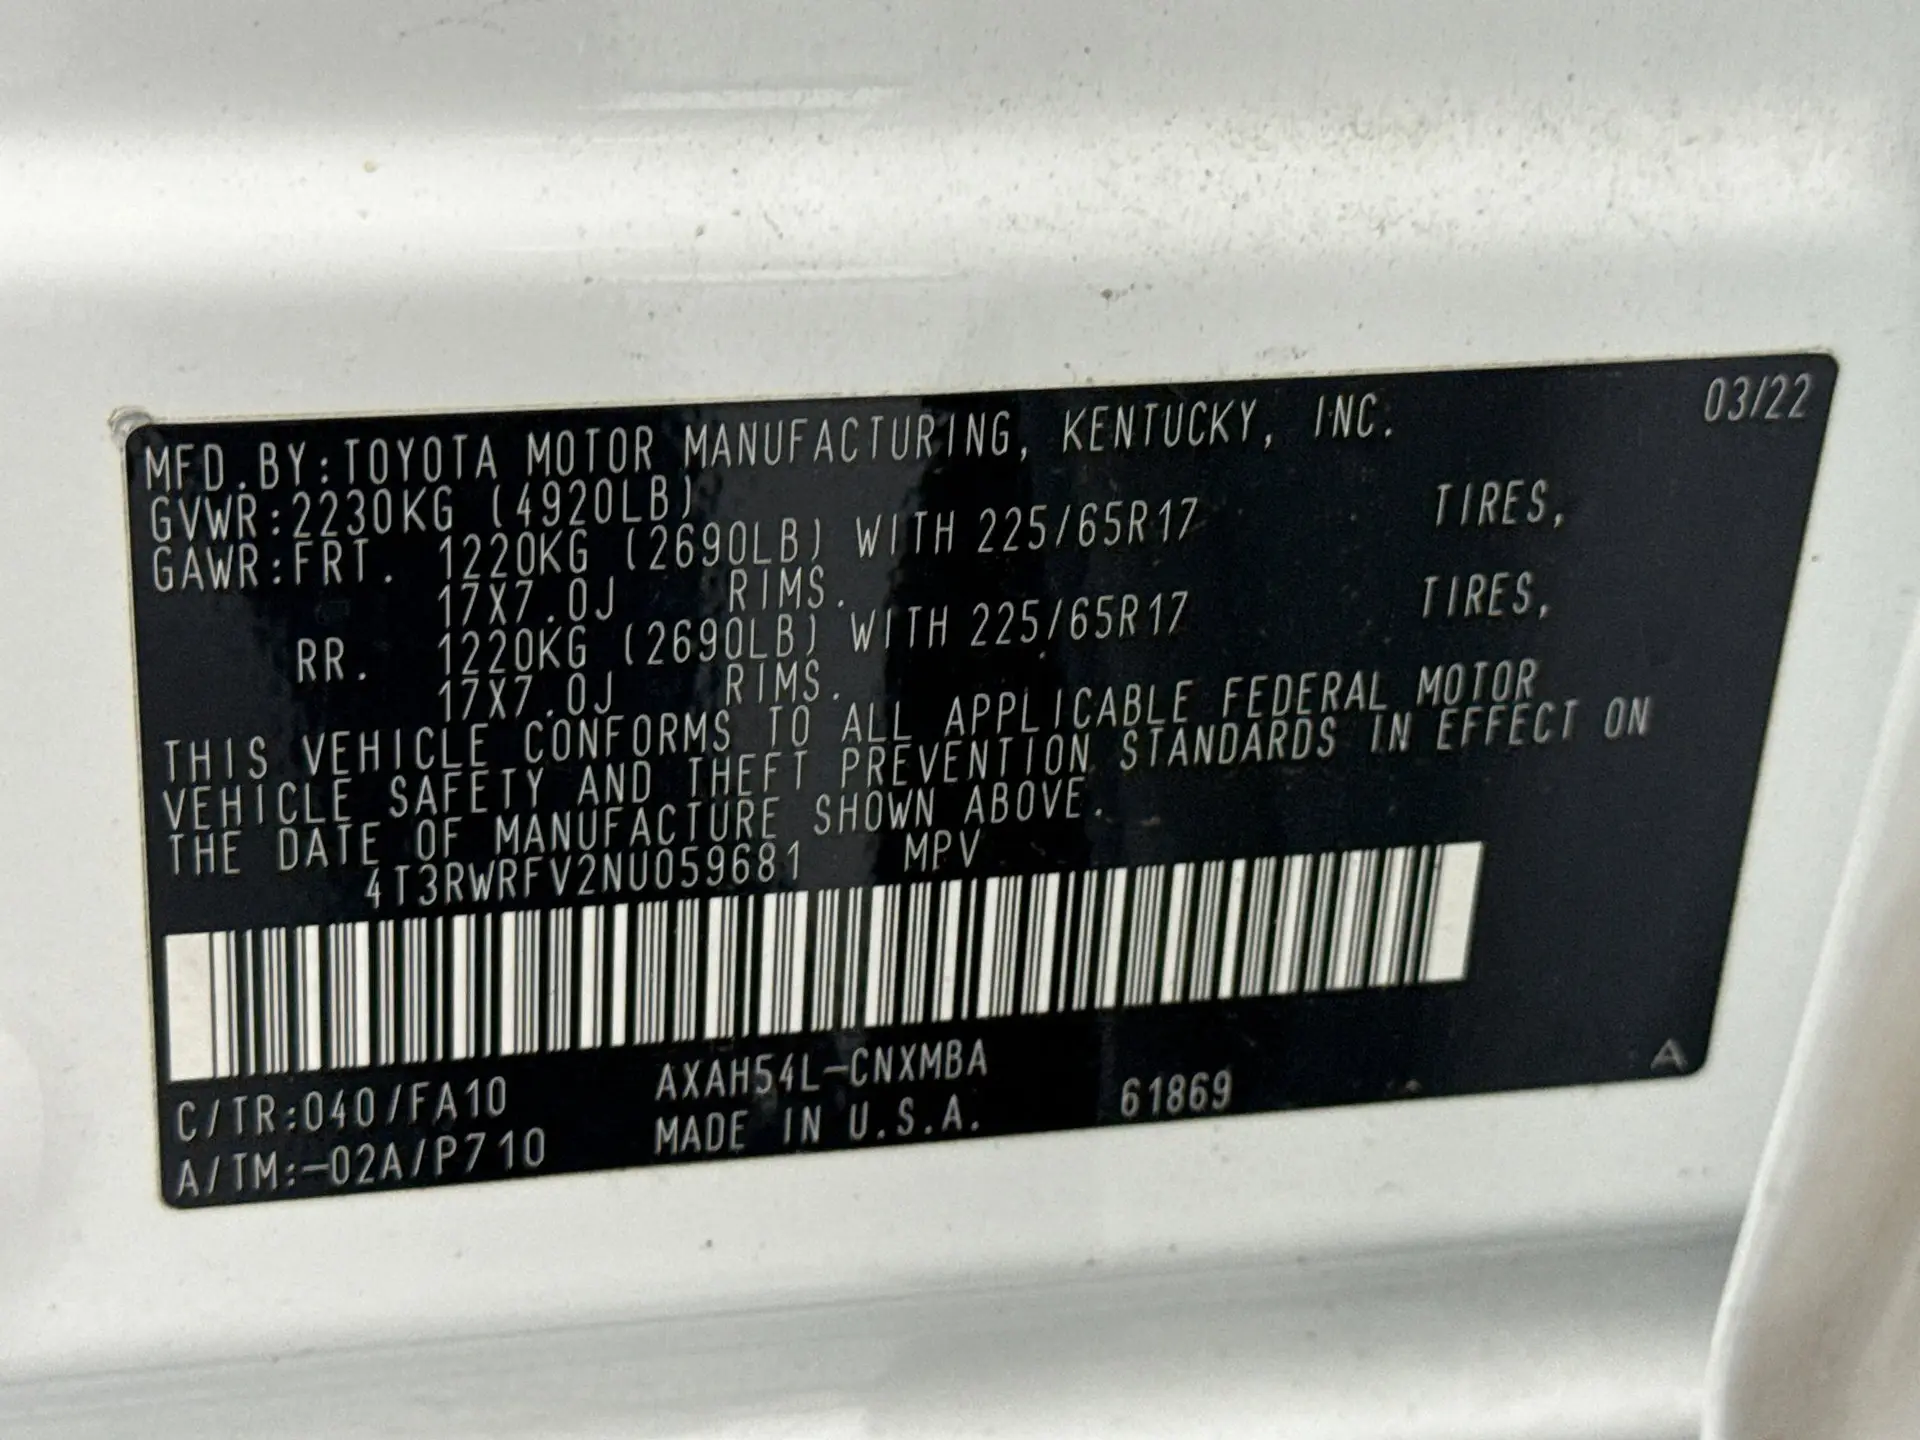 03/22
MFD.BY:TOYOTA MOTOR MANUFACTURING, KENTUCKY, INC.
GVWR:2230KG (4920LB)
GAWR:FRT. 1220KG (2690LB) WITH 225/65R17 TIRES,
17X7.0J RIMS.
RR. 1220KG (2690LB) WITH 225/65R17 TIRES,
17X7.0J RIMS.
THIS VEHICLE CONFORMS TO ALL APPLICABLE FEDERAL MOTOR
VEHICLE SAFETY AND THEFT PREVENTION STANDARDS IN EFFECT ON
THE DATE OF MANUFACTURE SHOWN ABOVE.
4T3RWRFV2NU059681 MPV
C/TR:040/FA10 AXAH54L-CNXMBA A
A/TM:-02A/P710 MADE IN U.S.A. 61869